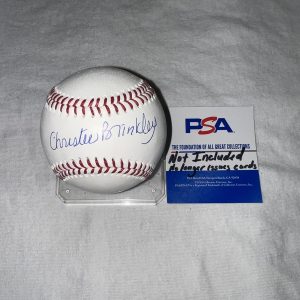 Christie Brinkley
PSA
THE FOUNDATION OF ALL GREAT COLLECTIONS
Not Included
No longer issues cards